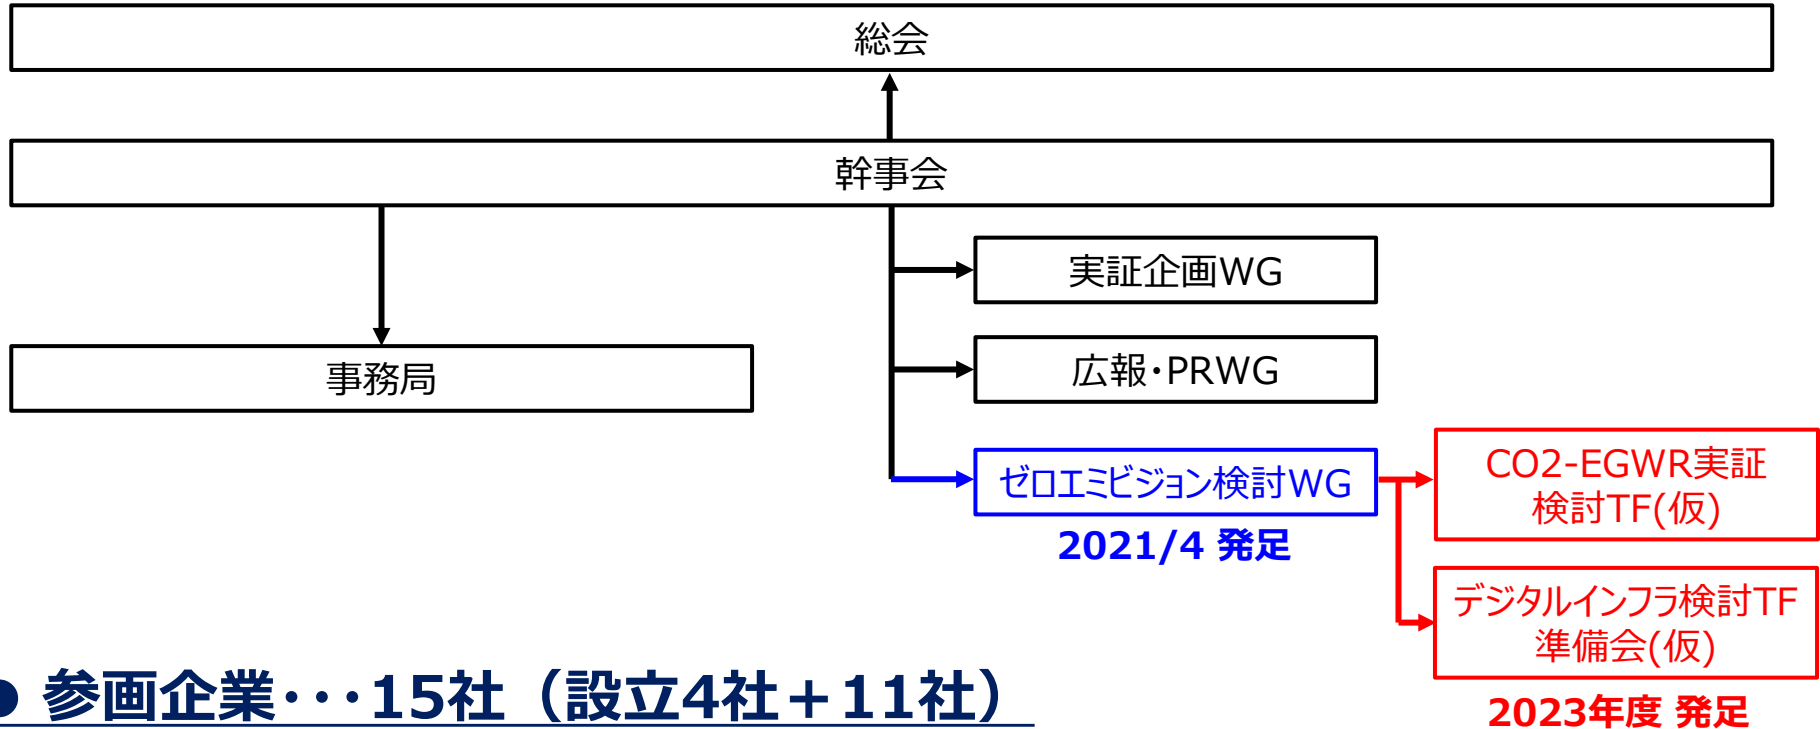 総会
幹事会
実証企画WG
事務局
広報・PRWG
ゼロエミビジョン検討WG
2021/4 発足
CO2-EGWR実証
検討TF(仮)
デジタルインフラ検討TF
準備会(仮)
2023年度 発足
● 参画企業・・・15社（設立4社＋11社）